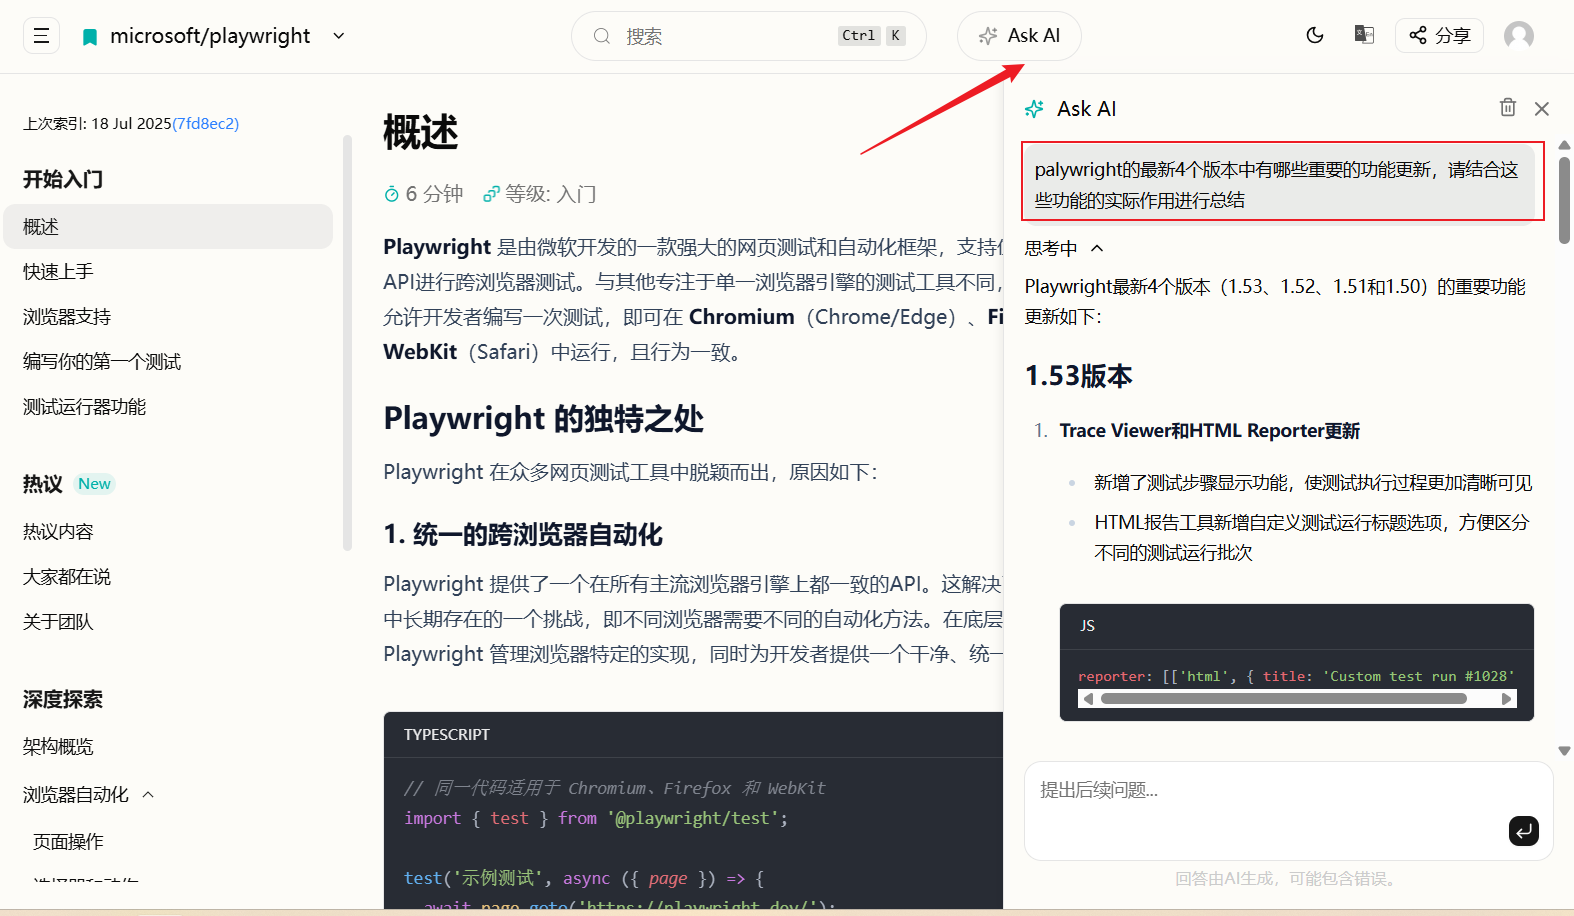 microsoft/playwright
搜索
Ctrl K
Ask AI
分享
上次索引: 18 Jul 2025(7fd8ec2)
开始入门
概述
快速上手
浏览器支持
编写你的第一个测试
测试运行器功能
热议 New
热议内容
大家都在说
关于团队
深度探索
架构概览
浏览器自动化
页面操作
概述
6 分钟 等级: 入门
Playwright 是由微软开发的一款强大的网页测试和自动化框架，支持
API进行跨浏览器测试。与其他专注于单一浏览器引擎的测试工具不同，
允许开发者编写一次测试，即可在 Chromium（Chrome/Edge）、Fi
WebKit（Safari）中运行，且行为一致。
Playwright 的独特之处
Playwright 在众多网页测试工具中脱颖而出，原因如下：
1. 统一的跨浏览器自动化
Playwright 提供了一个在所有主流浏览器引擎上都一致的API。这解决
中长期存在的一个挑战，即不同浏览器需要不同的自动化方法。在底层
Playwright 管理浏览器特定的实现，同时为开发者提供一个干净、统一
TYPESCRIPT
// 同一代码适用于 Chromium、Firefox 和 WebKit
import { test } from '@playwright/test';
test('示例测试', async ({ page }) => {
await page.goto('https://playwright.dev/');
Ask AI
palywright的最新4个版本中有哪些重要的功能更新，请结合这
些功能的实际作用进行总结
思考中
Playwright最新4个版本（1.53、1.52、1.51和1.50）的重要功能
更新如下：
1.53版本
1. Trace Viewer和HTML Reporter更新
新增了测试步骤显示功能，使测试执行过程更加清晰可见
HTML报告工具新增自定义测试运行标题选项，方便区分
不同的测试运行批次
JS
reporter: [['html', { title: 'Custom test run #1028'
提出后续问题...
回答由AI生成，可能包含错误。